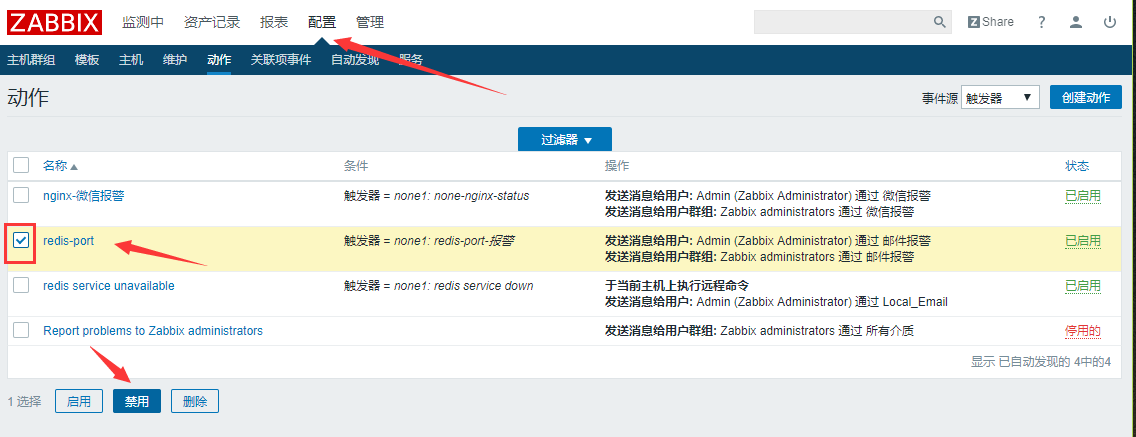 ZABBIX 监测中 资产记录 报表 配置 管理 Z Share ?
主机群组 模板 主机 维护 动作 关联项事件 自动发现 服务
动作 事件源 触发器 创建动作
过滤器
名称 条件 操作 状态
nginx-微信报警 触发器 = none1: none-nginx-status 发送消息给用户: Admin (Zabbix Administrator) 通过 微信报警 已启用
发送消息给用户群组: Zabbix administrators 通过 微信报警
redis-port 触发器 = none1: redis-port-报警 发送消息给用户: Admin (Zabbix Administrator) 通过 邮件报警 已启用
发送消息给用户群组: Zabbix administrators 通过 邮件报警
redis service unavailable 触发器 = none1: redis service down 于当前主机上执行远程命令 已启用
发送消息给用户: Admin (Zabbix Administrator) 通过 Local_Email
Report problems to Zabbix administrators 发送消息给用户群组: Zabbix administrators 通过 所有介质 停用的
显示 已自动发现的 4中的4
1 选择 启用 禁用 删除